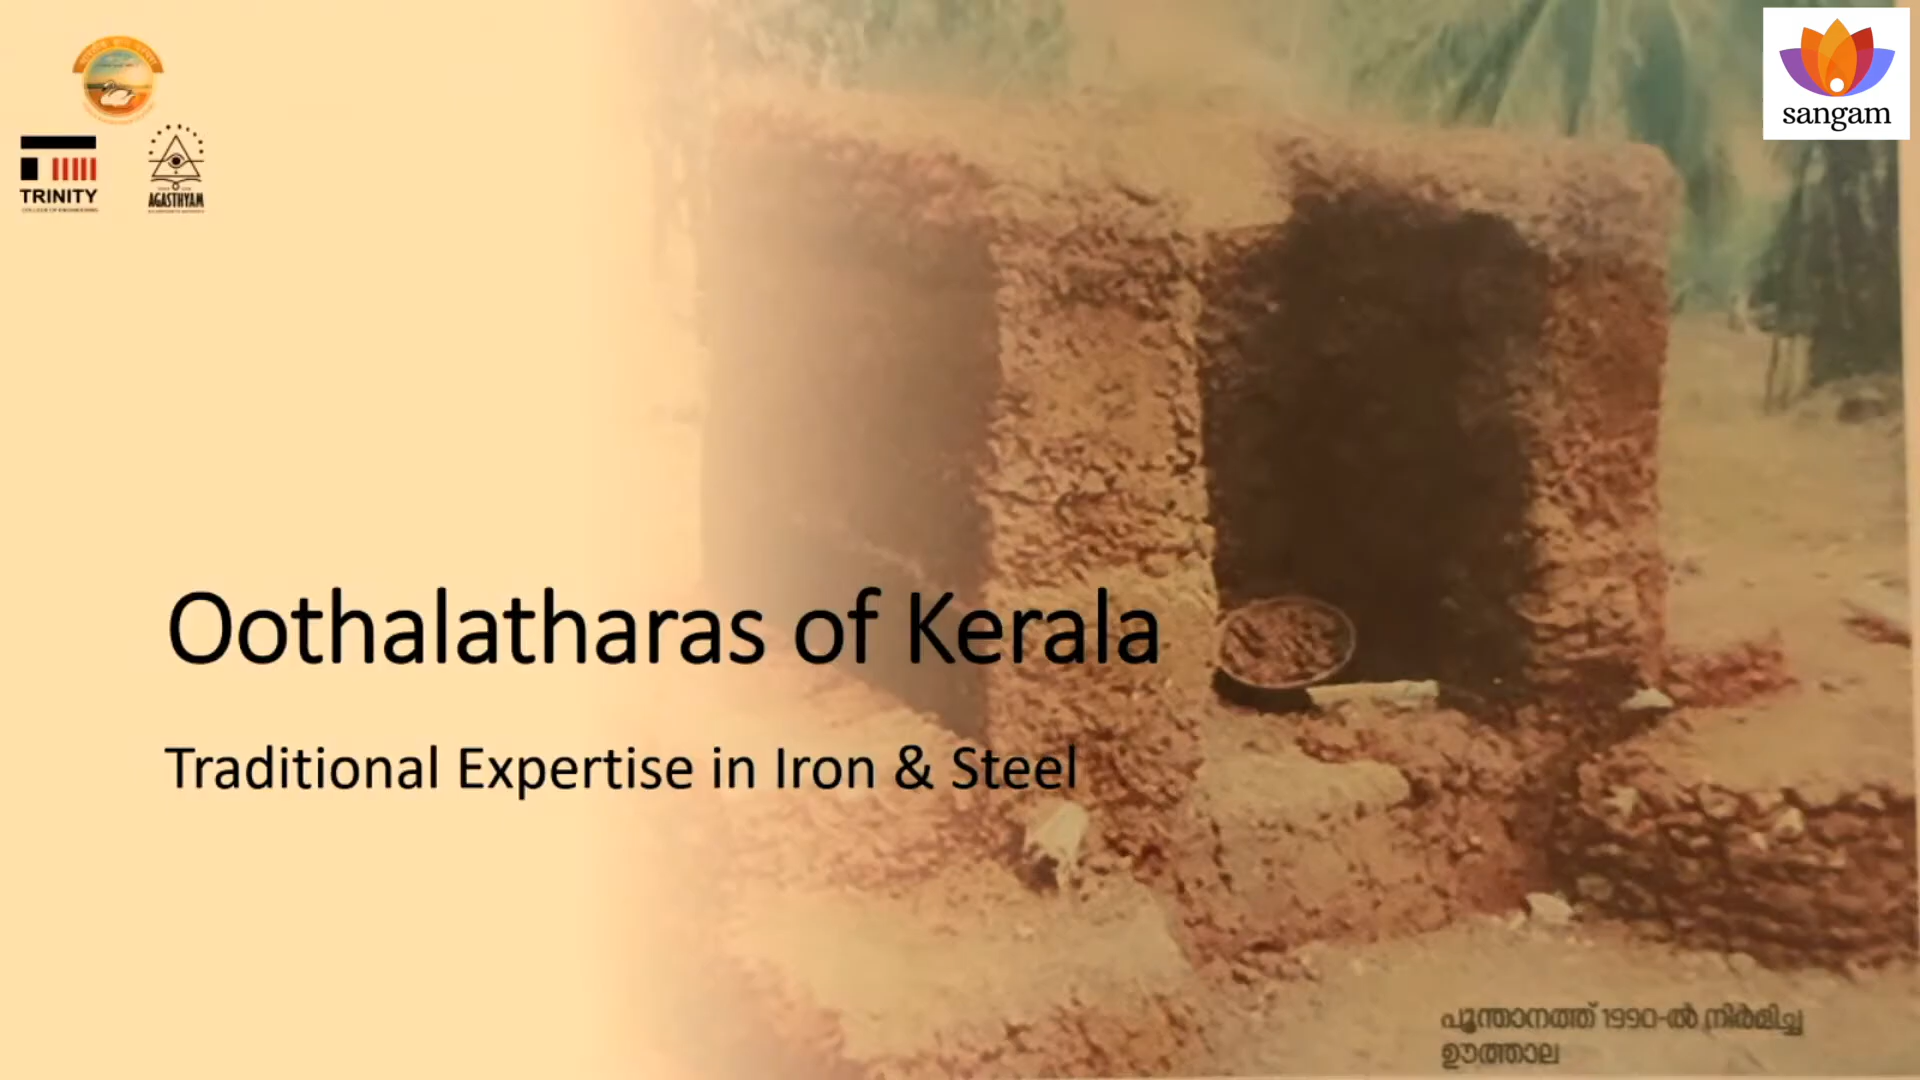 sangam
TRINITY
AGASTHYAM
Oothalatharas of Kerala
Traditional Expertise in Iron & Steel
പൂന്താനത്ത് 1990-ൽ നിർമിച്ച
ഊത്താല